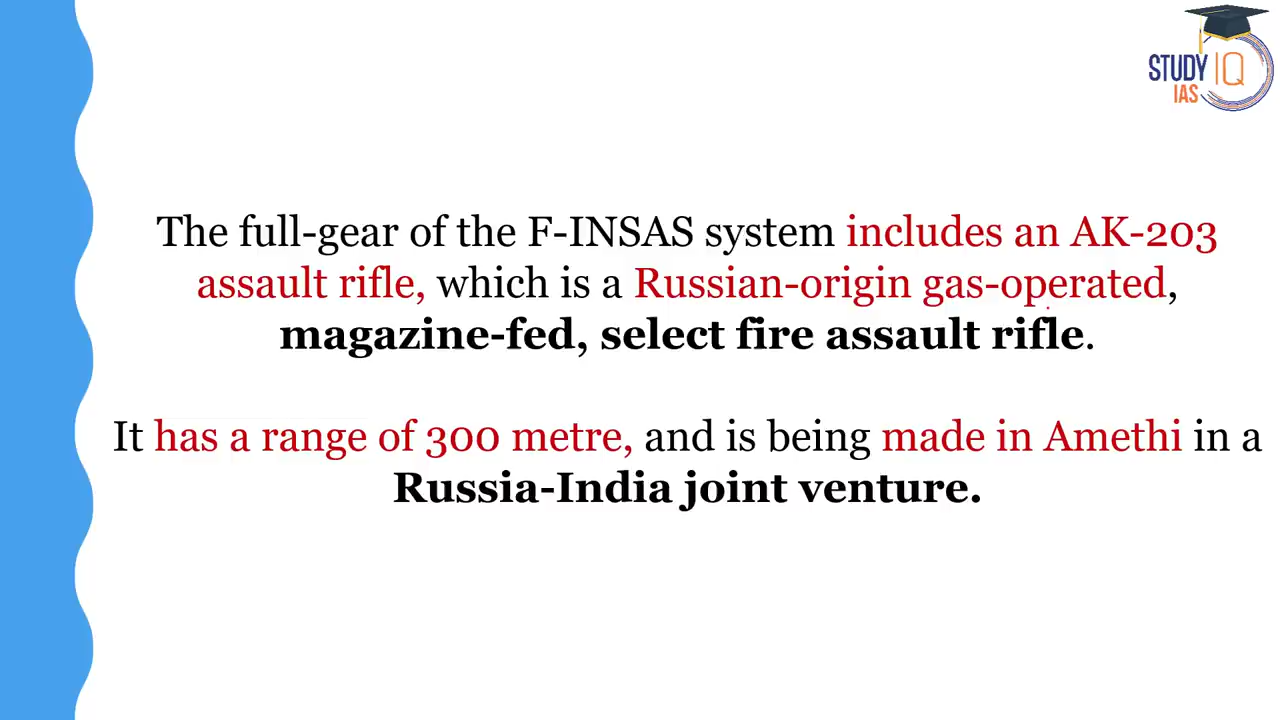 STUDY IQ
IAS
The full-gear of the F-INSAS system includes an AK-203
assault rifle, which is a Russian-origin gas-operated,
magazine-fed, select fire assault rifle.
It has a range of 300 metre, and is being made in Amethi in a
Russia-India joint venture.